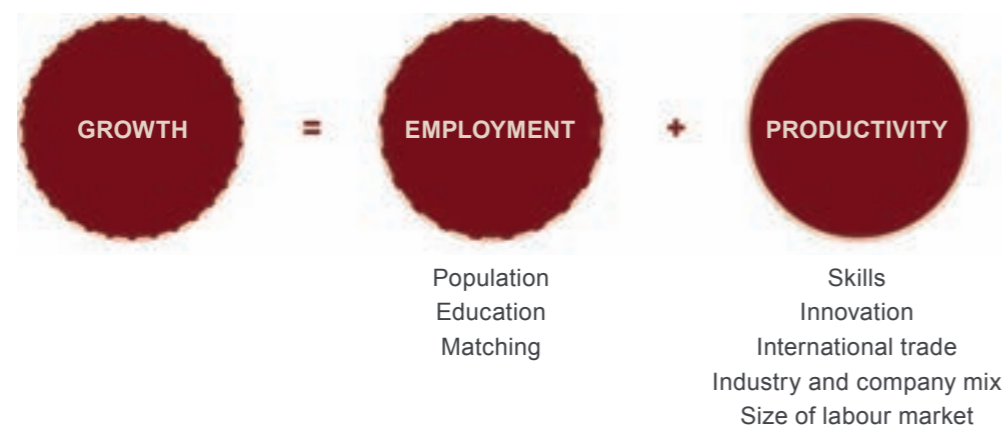 GROWTH = EMPLOYMENT + PRODUCTIVITY
Population
Education
Matching
Skills
Innovation
International trade
Industry and company mix
Size of labour market